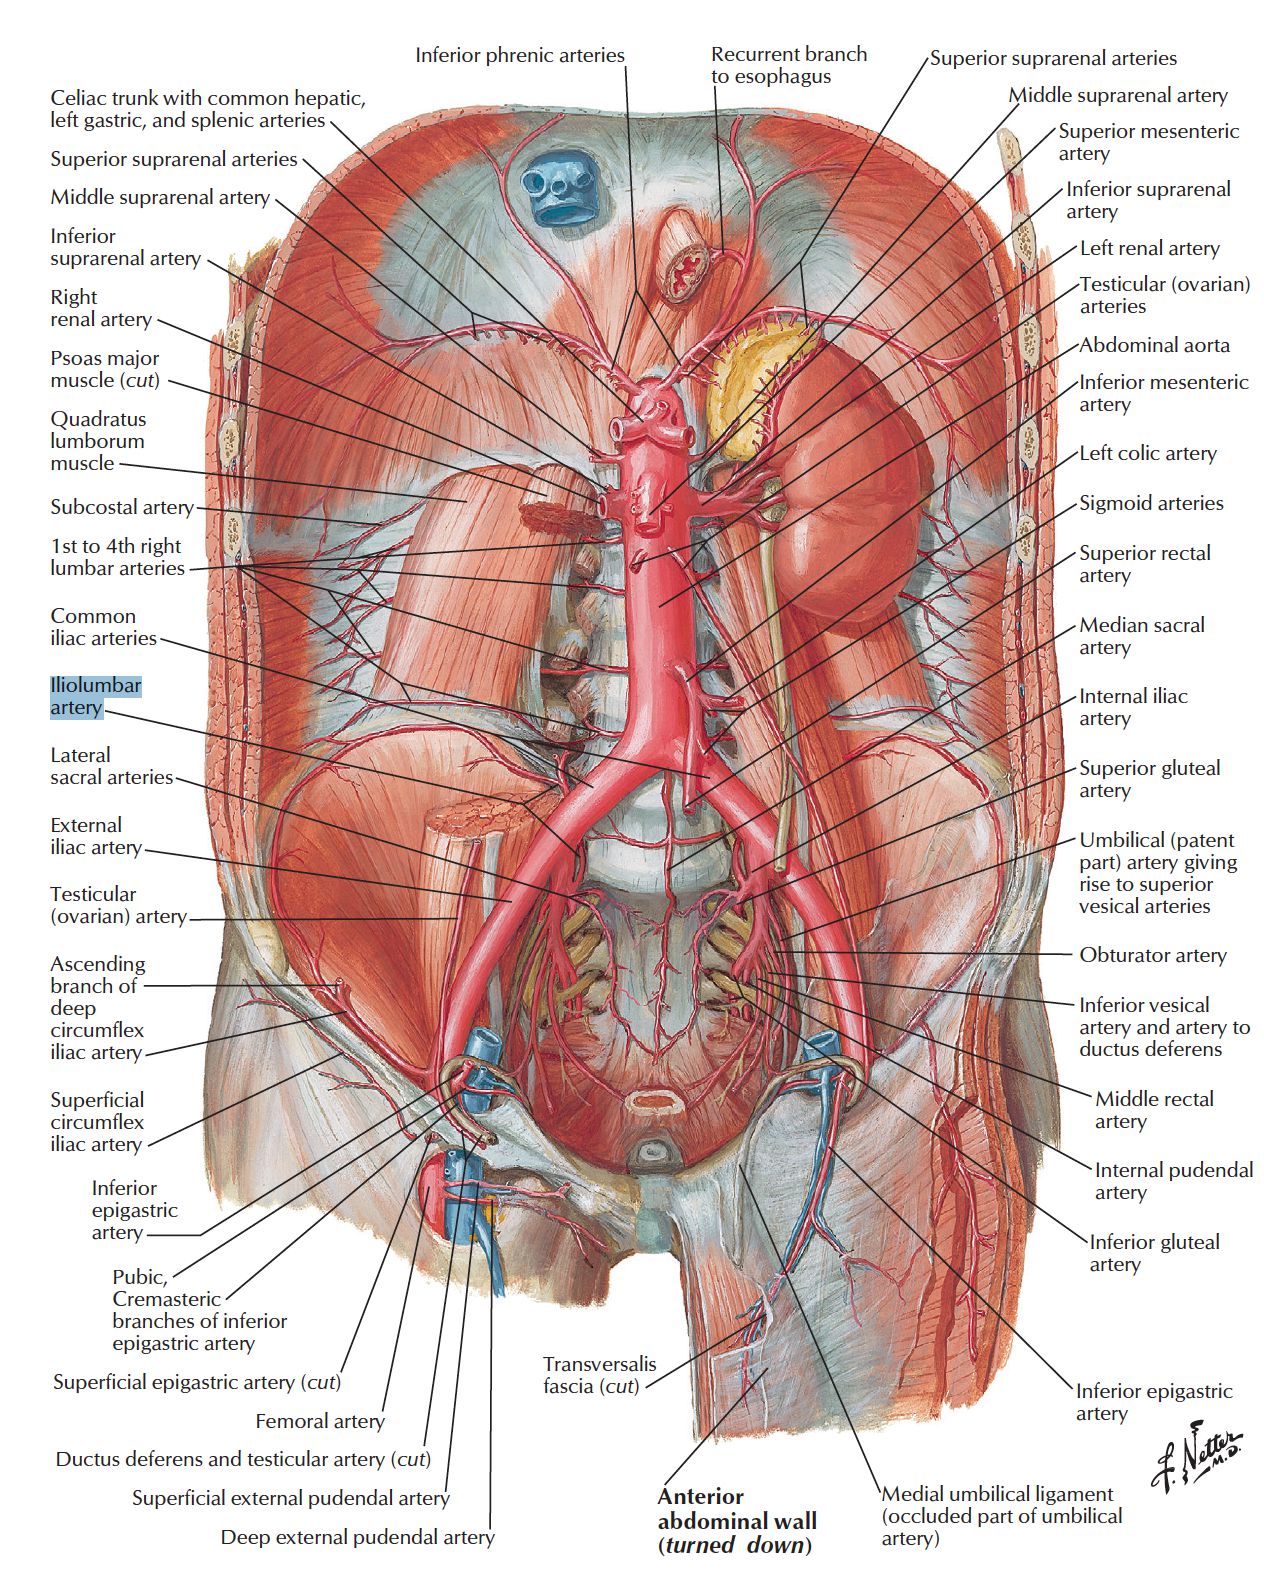 Inferior phrenic arteries
Recurrent branch
to esophagus
Superior suprarenal arteries
Middle suprarenal artery
Superior mesenteric
artery
Inferior suprarenal
artery
Left renal artery
Testicular (ovarian)
arteries
Abdominal aorta
Inferior mesenteric
artery
Left colic artery
Sigmoid arteries
Superior rectal
artery
Median sacral
artery
Internal iliac
artery
Superior gluteal
artery
Umbilical (patent
part) artery giving
rise to superior
vesical arteries
Obturator artery
Inferior vesical
artery and artery to
ductus deferens
Middle rectal
artery
Internal pudendal
artery
Inferior gluteal
artery
Inferior epigastric
artery
Celiac trunk with common hepatic,
left gastric, and splenic arteries
Superior suprarenal arteries
Middle suprarenal artery
Inferior
suprarenal artery
Right
renal artery
Psoas major
muscle (cut)
Quadratus
lumborum
muscle
Subcostal artery
1st to 4th right
lumbar arteries
Common
iliac arteries
Iliolumbar
artery
Lateral
sacral arteries
External
iliac artery
Testicular
(ovarian) artery
Ascending
branch of
deep
circumflex
iliac artery
Superficial
circumflex
iliac artery
Inferior
epigastric
artery
Pubic,
Cremasteric
branches of inferior
epigastric artery
Superficial epigastric artery (cut)
Femoral artery
Ductus deferens and testicular artery (cut)
Superficial external pudendal artery
Deep external pudendal artery
Transversalis
fascia (cut)
Anterior
abdominal wall
(turned down)
Medial umbilical ligament
(occluded part of umbilical
artery)
F. Netter
M.D.